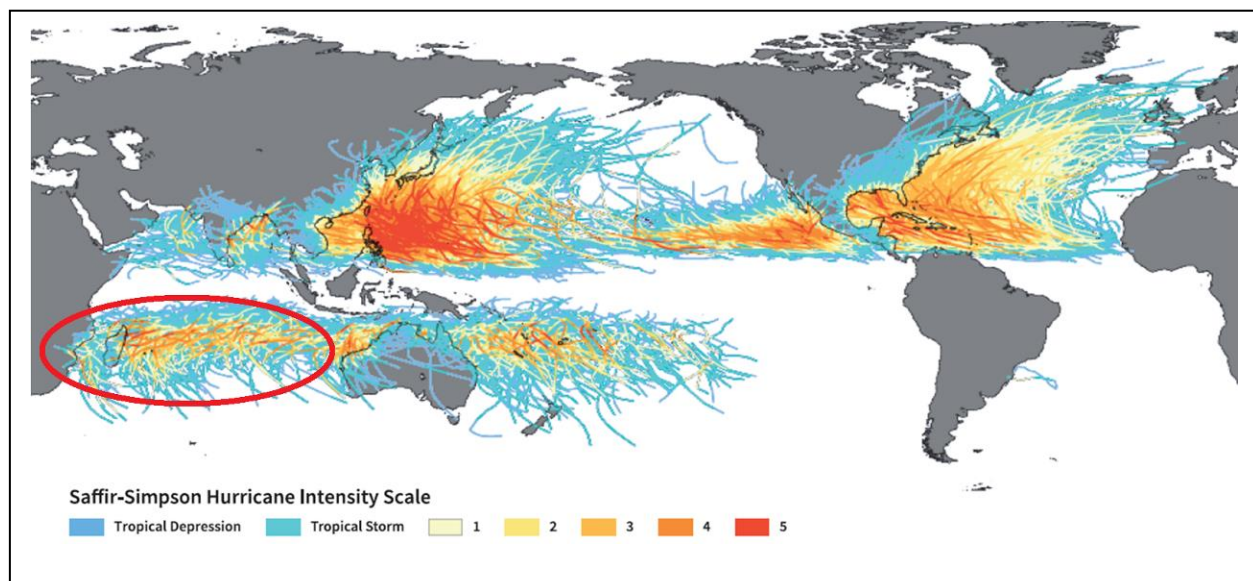 Saffir-Simpson Hurricane Intensity Scale
Tropical Depression Tropical Storm 1 2 3 4 5